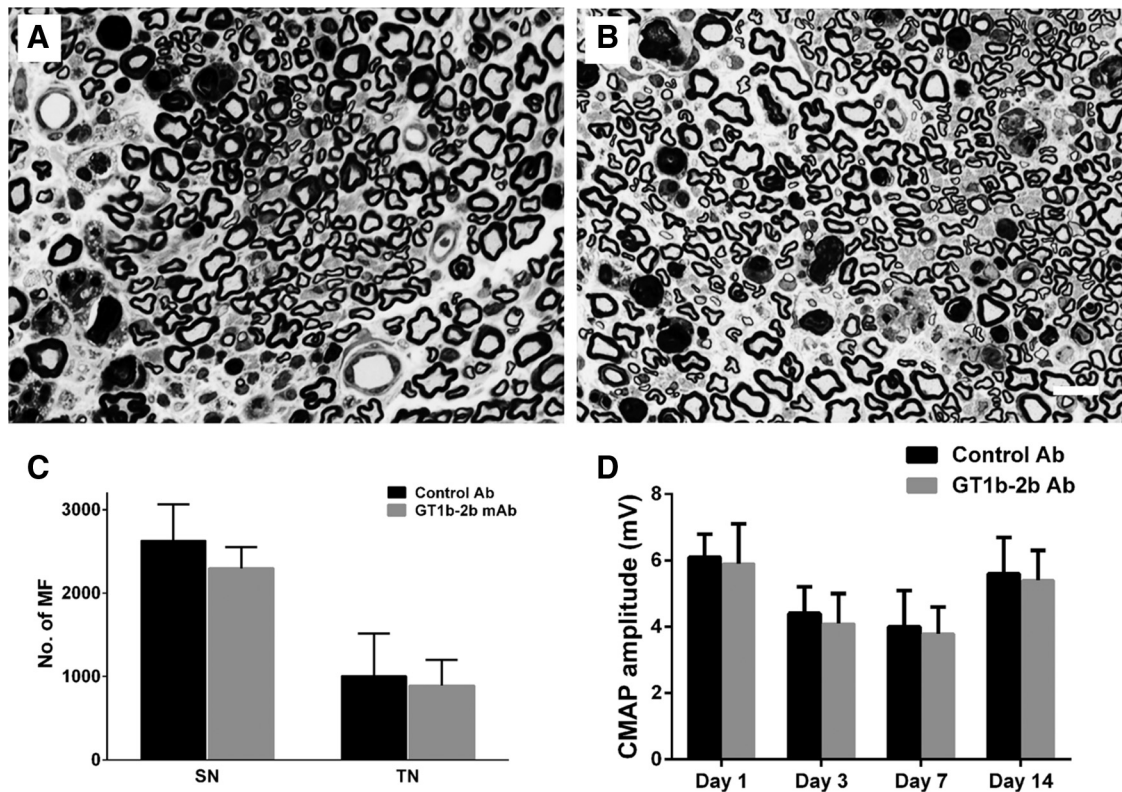 A
B
C
Control Ab
GT1b-2b mAb
No. of MF
3000
2000
1000
0
SN
TN
D
Control Ab
GT1b-2b Ab
CMAP amplitude (mV)
8
6
4
2
0
Day 1
Day 3
Day 7
Day 14